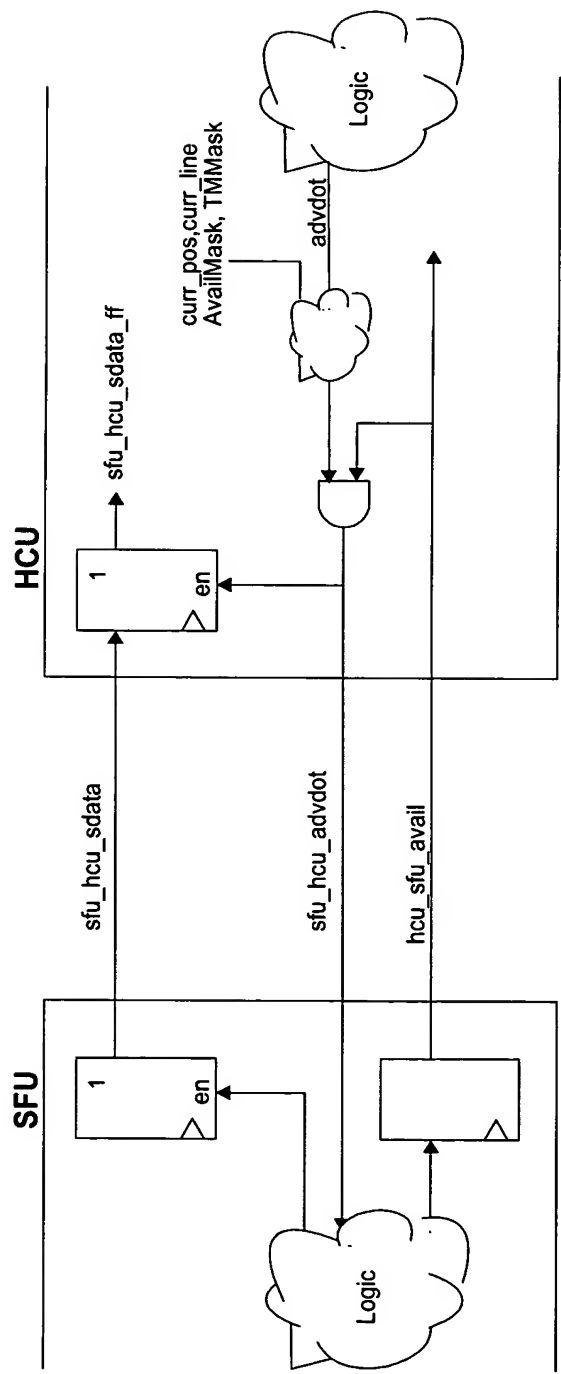 SFU
HCU
1
en
sfu_hcu_sdata
1
en
sfu_hcu_sdata_ff
curr_pos,curr_line
AvailMask, TMMask
Logic
sfu_hcu_advdot
advdot
Logic
hcu_sfu_avail